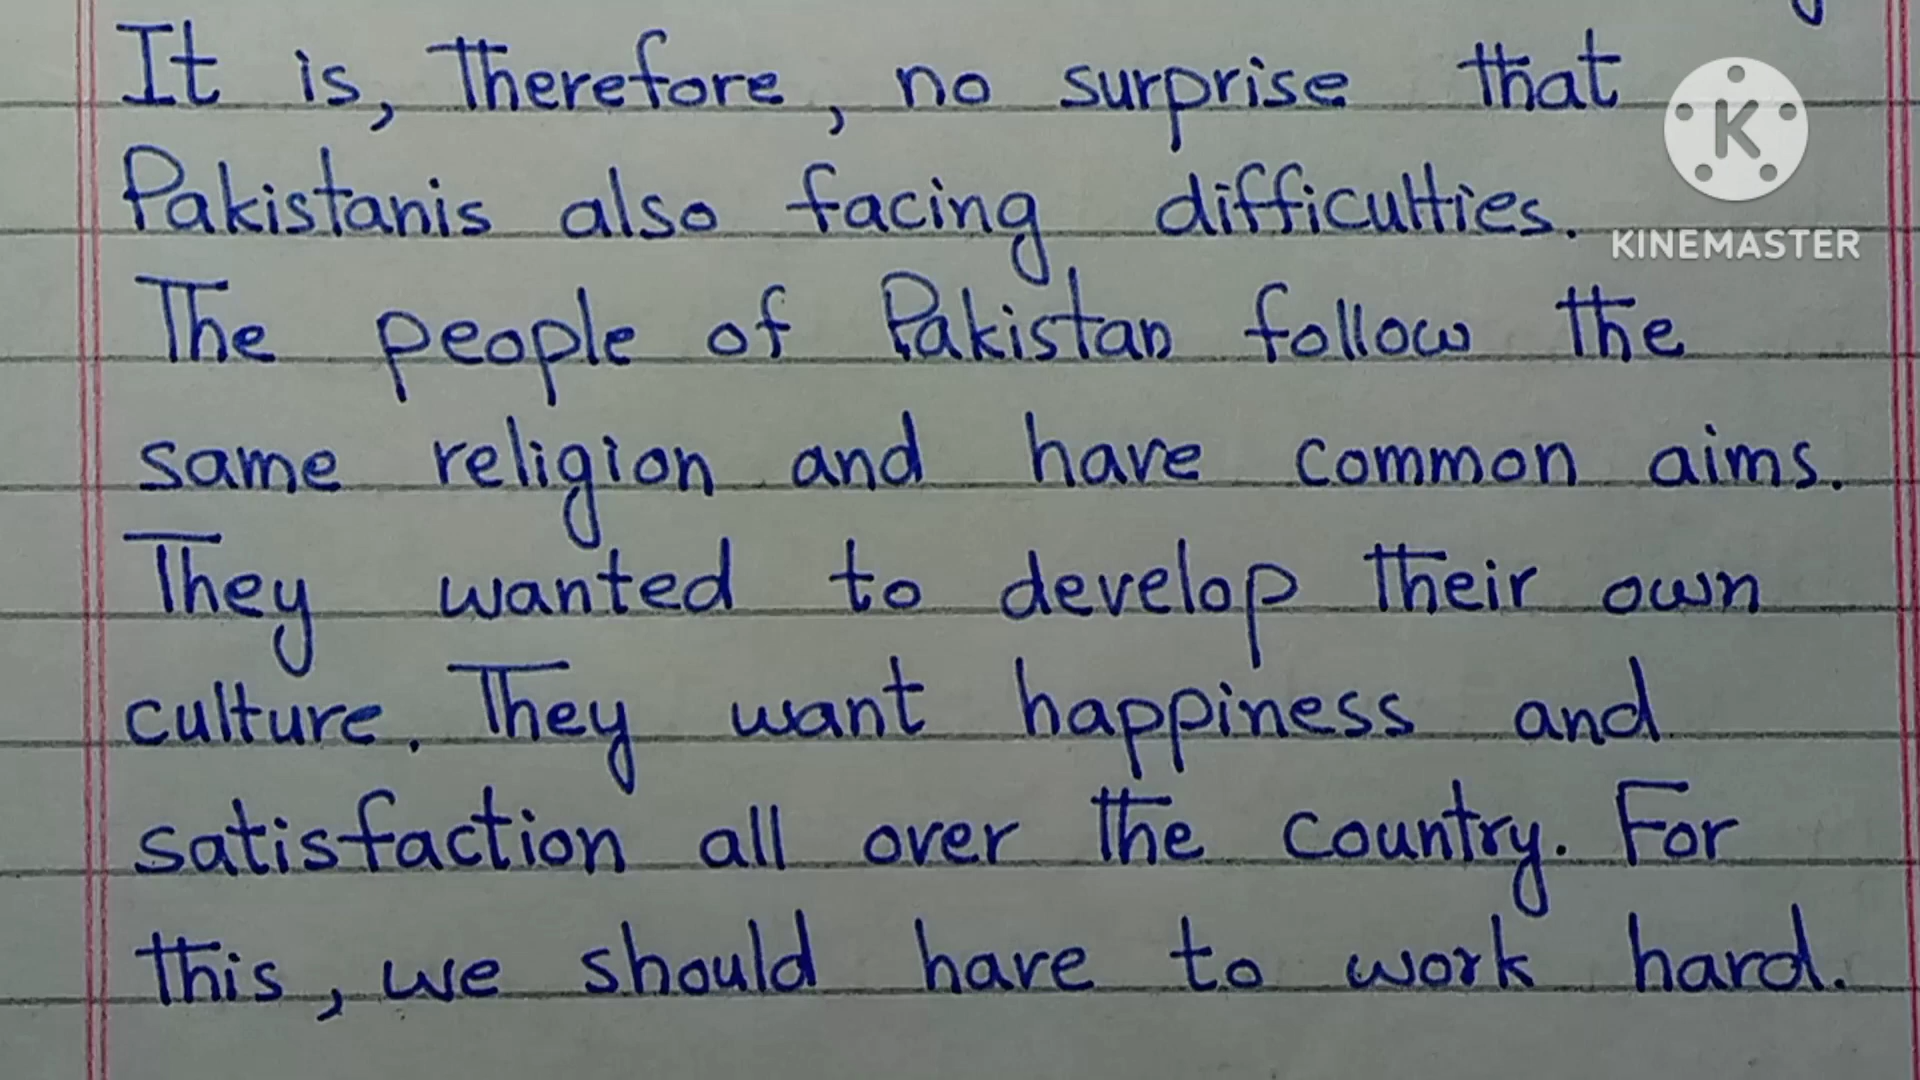 It is, therefore, no surprise that
Pakistanis also facing difficulties.
The people of Pakistan follow the
same religion and have common aims.
They wanted to develop their own
culture. They want happiness and
satisfaction all over the country. For
this, we should have to work hard.
K
KINEMASTER